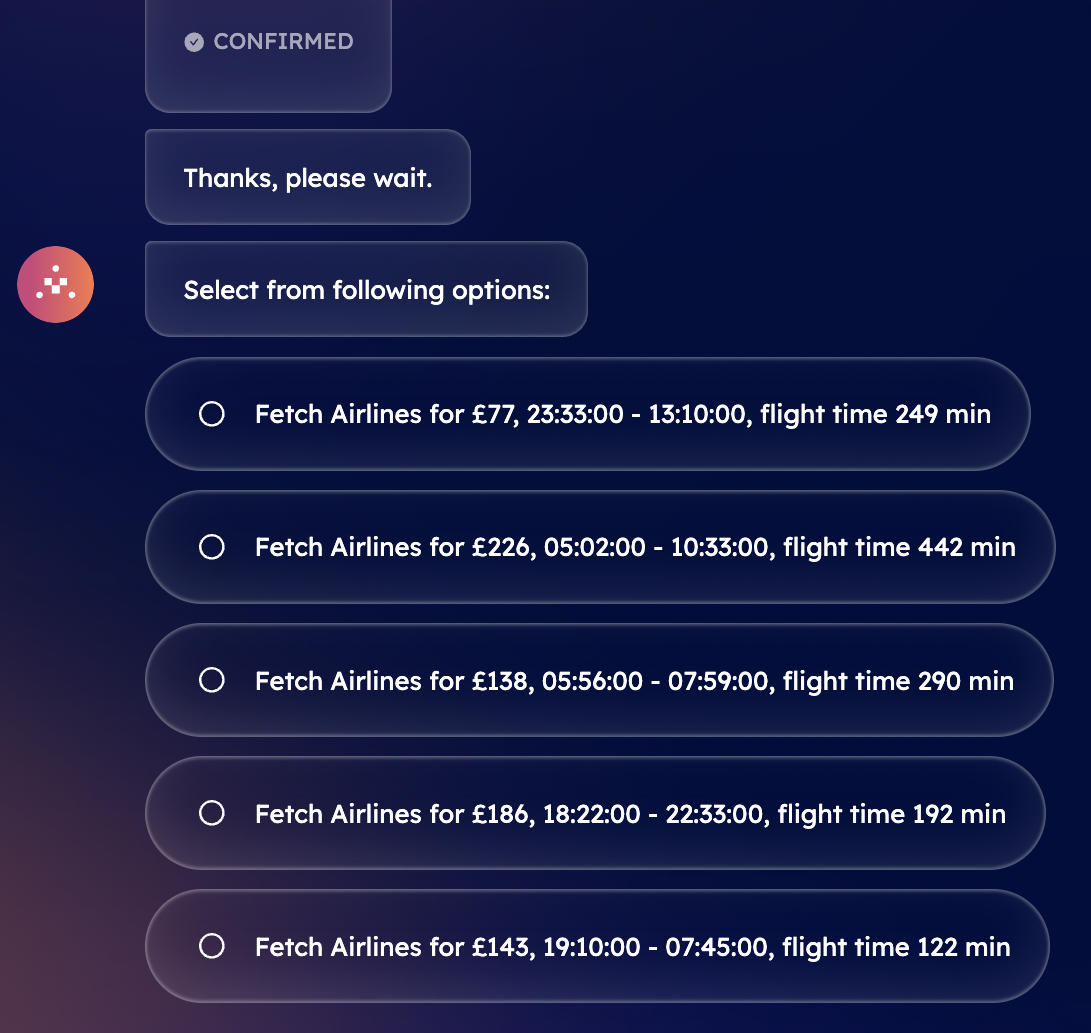 CONFIRMED
Thanks, please wait.
Select from following options:
Fetch Airlines for £77, 23:33:00 - 13:10:00, flight time 249 min
Fetch Airlines for £226, 05:02:00 - 10:33:00, flight time 442 min
Fetch Airlines for £138, 05:56:00 - 07:59:00, flight time 290 min
Fetch Airlines for £186, 18:22:00 - 22:33:00, flight time 192 min
Fetch Airlines for £143, 19:10:00 - 07:45:00, flight time 122 min